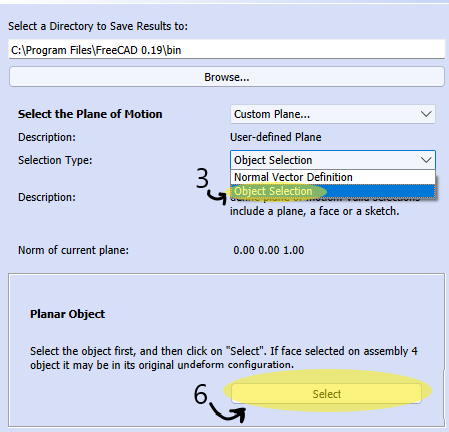 Select a Directory to Save Results to:
C:\Program Files\FreeCAD 0.19\bin
Browse...
Select the Plane of Motion Custom Plane...
Description: User-defined Plane
Selection Type: Object Selection
Normal Vector Definition
3 Object Selection
Description: define plane of motion. Valid selections
include a plane, a face or a sketch.
Norm of current plane: 0.00 0.00 1.00
Planar Object
Select the object first, and then click on "Select". If face selected on assembly 4
object it may be in its original undeform configuration.
6 Select